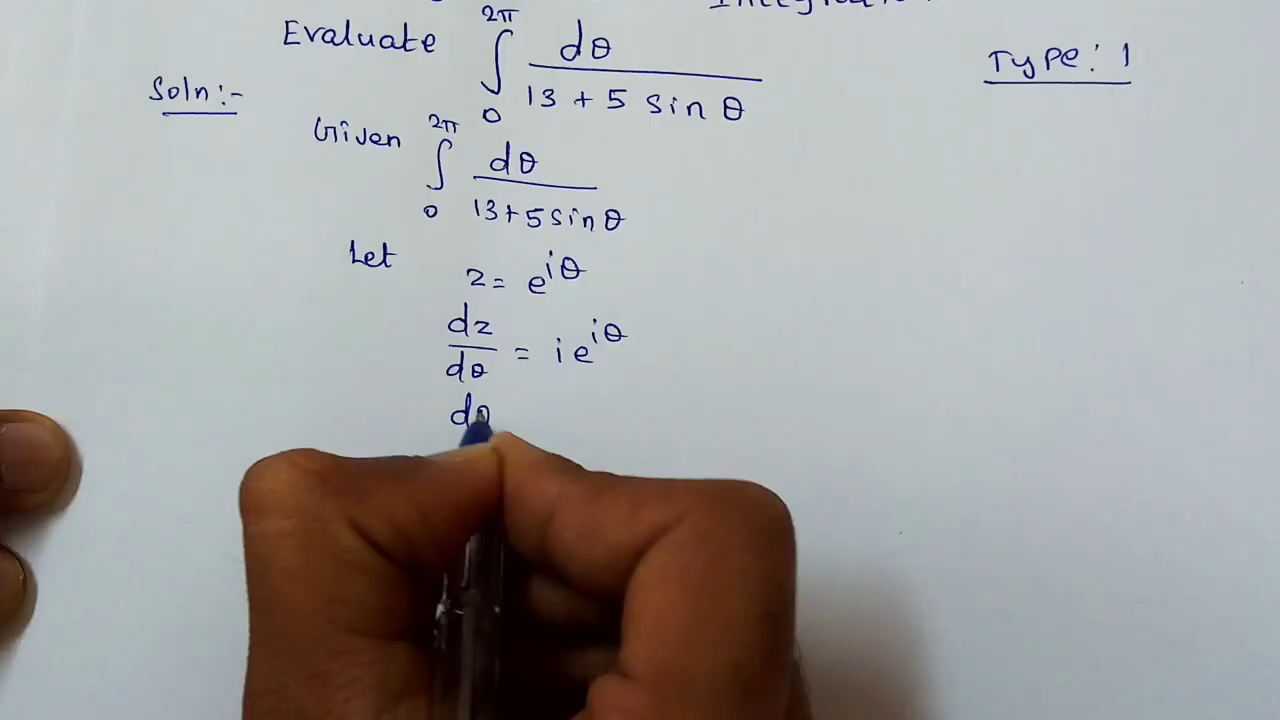 Evaluate ∫₀^2π dθ / (13 + 5 sin θ)
Type: 1
Soln:-
Given ∫₀^2π dθ / (13+5 sin θ)
Let
z = e^iθ
dz/dθ = i e^iθ
dθ